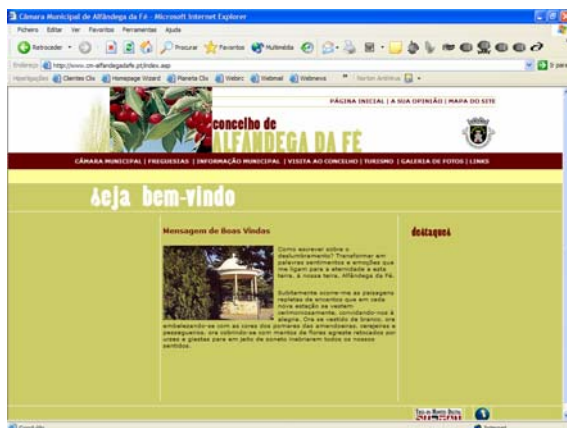 Câmara Municipal de Alfândega da Fé - Microsoft Internet Explorer
Ficheiro Editar Ver Favoritos Ferramentas Ajuda
Retroceder Procurar Favoritos Multimédia
Endereço http://www.cm-alfandegadafe.pt/index.asp Ir para
Hiperligações Clientes Clix Homepage Wizard Planeta Clix Webirc Webmail Webnews Norton AntiVirus
PÁGINA INICIAL | A SUA OPINIÃO | MAPA DO SITE
concelho de
ALFANDEGA DA FÉ
CÂMARA MUNICIPAL | FREGUESIAS | INFORMAÇÃO MUNICIPAL | VISITA AO CONCELHO | TURISMO | GALERIA DE FOTOS | LINKS
seja bem-vindo
Mensagem de Boas Vindas
destaques
Como escrever sobre o
deslumbramento? Transformar em
palavras sentimentos e emoções que
me ligam para a eternidade a esta
terra, à nossa terra, Alfândega da Fé.
Subitamente ocorre-me as paisagens
repletas de encantos que em cada
nova estação se vestem
cerimoniosamente, convidando-nos à
alegria. Ora se vestido de branco, ora
embelezando-se com as cores dos pomares das amendoeiras, cerejeiras e
pessegueiros, ora cobrindo-se com mantos de flores agreste retocados por
urzes e giestas para em jeito de soneto inebriarem todos os nossos
sentidos.
Internet